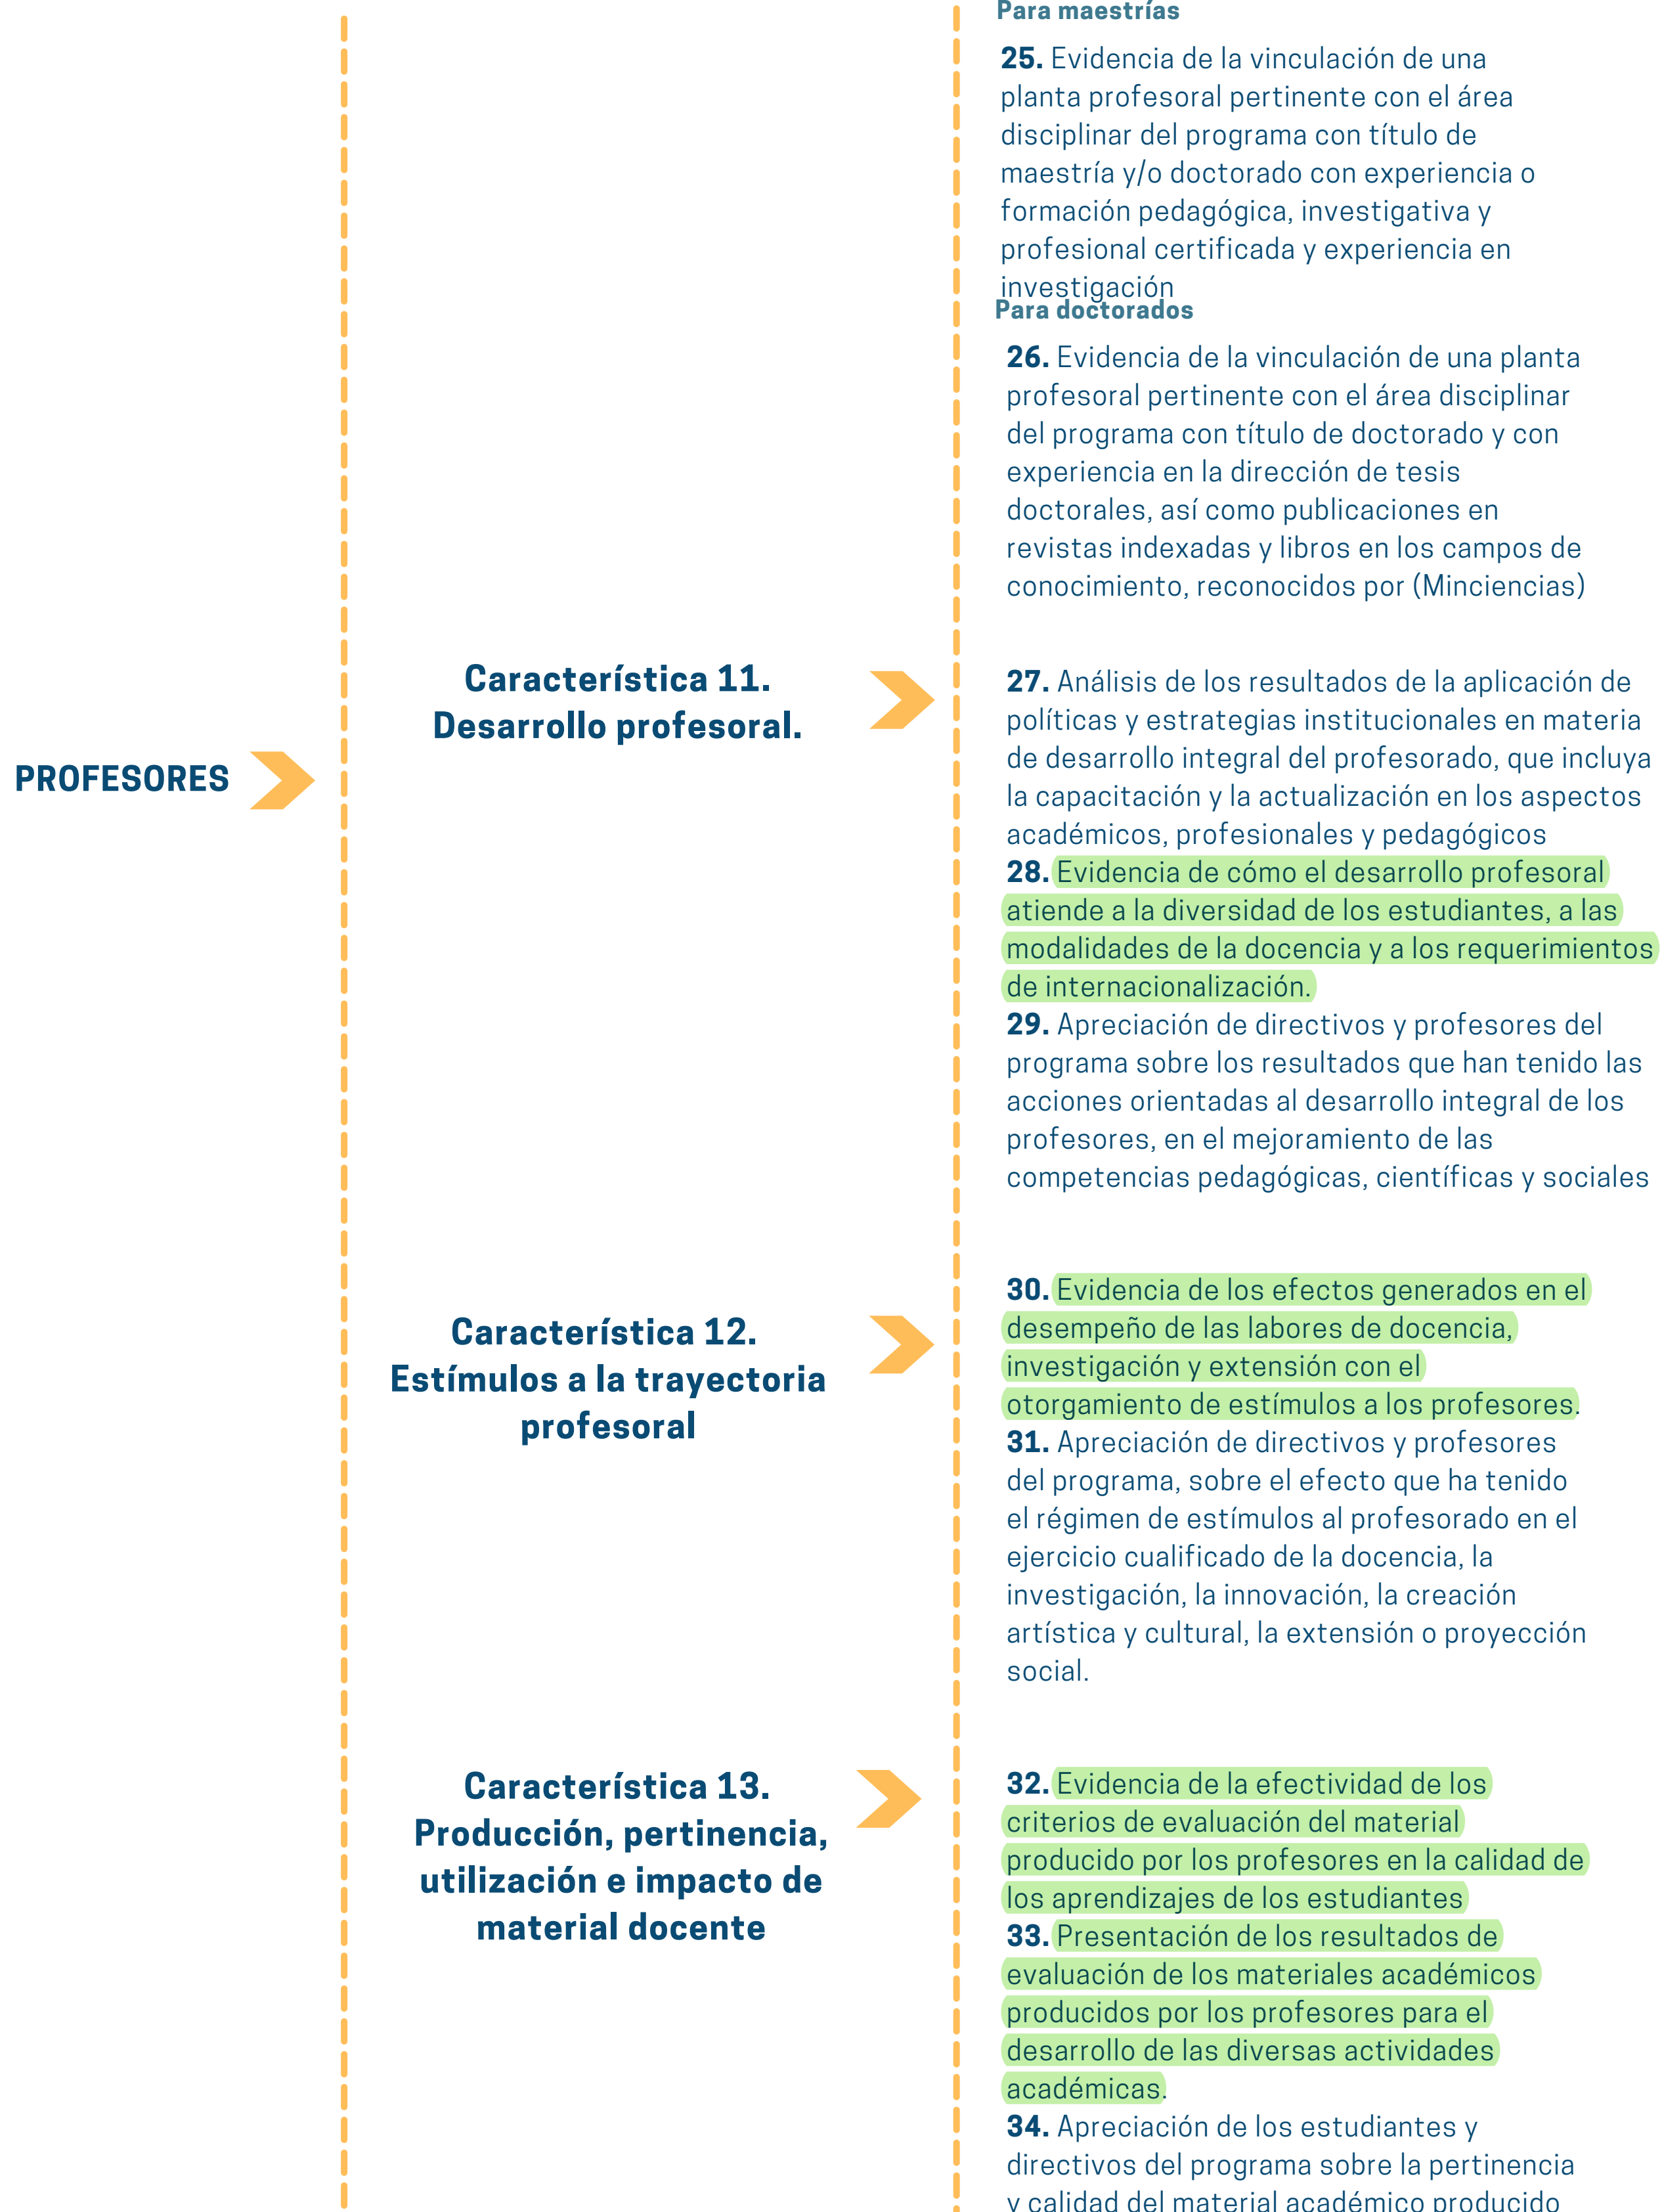 Para maestrías
25. Evidencia de la vinculación de una
planta profesoral pertinente con el área
disciplinar del programa con título de
maestría y/o doctorado con experiencia o
formación pedagógica, investigativa y
profesional certificada y experiencia en
investigación
Para doctorados
26. Evidencia de la vinculación de una planta
profesoral pertinente con el área disciplinar
del programa con título de doctorado y con
experiencia en la dirección de tesis
doctorales, así como publicaciones en
revistas indexadas y libros en los campos de
conocimiento, reconocidos por (Minciencias)
PROFESORES
Característica 11.
Desarrollo profesoral.
27. Análisis de los resultados de la aplicación de
políticas y estrategias institucionales en materia
de desarrollo integral del profesorado, que incluya
la capacitación y la actualización en los aspectos
académicos, profesionales y pedagógicos
28. Evidencia de cómo el desarrollo profesoral
atiende a la diversidad de los estudiantes, a las
modalidades de la docencia y a los requerimientos
de internacionalización.
29. Apreciación de directivos y profesores del
programa sobre los resultados que han tenido las
acciones orientadas al desarrollo integral de los
profesores, en el mejoramiento de las
competencias pedagógicas, científicas y sociales
Característica 12.
Estímulos a la trayectoria
profesoral
30. Evidencia de los efectos generados en el
desempeño de las labores de docencia,
investigación y extensión con el
otorgamiento de estímulos a los profesores.
31. Apreciación de directivos y profesores
del programa, sobre el efecto que ha tenido
el régimen de estímulos al profesorado en el
ejercicio cualificado de la docencia, la
investigación, la innovación, la creación
artística y cultural, la extensión o proyección
social.
Característica 13.
Producción, pertinencia,
utilización e impacto de
material docente
32. Evidencia de la efectividad de los
criterios de evaluación del material
producido por los profesores en la calidad de
los aprendizajes de los estudiantes
33. Presentación de los resultados de
evaluación de los materiales académicos
producidos por los profesores para el
desarrollo de las diversas actividades
académicas.
34. Apreciación de los estudiantes y
directivos del programa sobre la pertinencia
y calidad del material académico producido